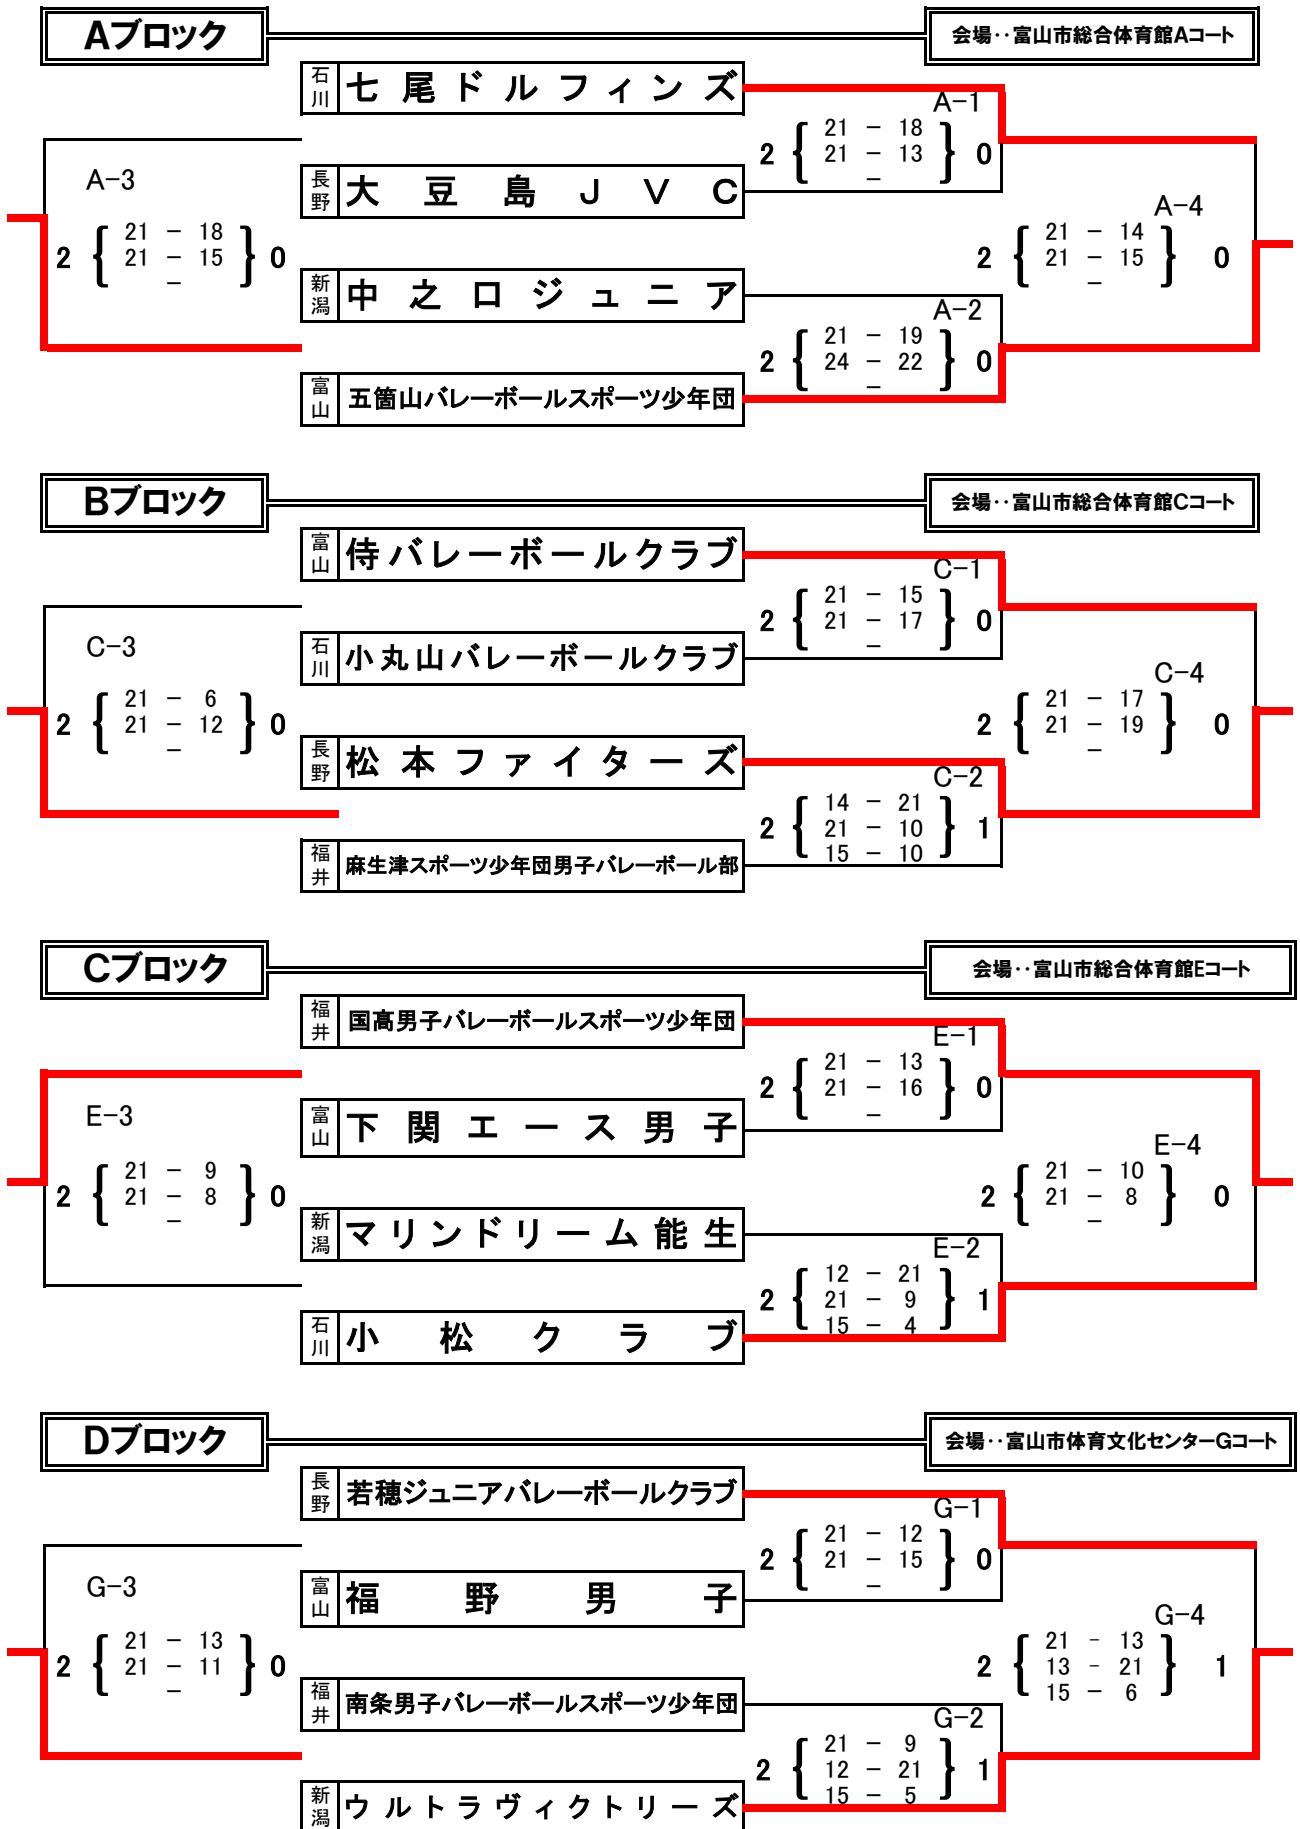 Aブロック
会場‥富山市総合体育館Aコート
石川 七尾ドルフィンズ
A-1
2 { 21 - 18 } 0
21 - 13
-
長野 大豆島JVC
A-3
2 { 21 - 18 } 0
21 - 15
-
A-4
2 { 21 - 14 } 0
21 - 15
-
新潟 中之口ジュニア
A-2
2 { 21 - 19 } 0
24 - 22
-
富山 五箇山バレーボールスポーツ少年団
Bブロック
会場‥富山市総合体育館Cコート
富山 侍バレーボールクラブ
C-1
2 { 21 - 15 } 0
21 - 17
-
石川 小丸山バレーボールクラブ
C-3
2 { 21 - 6 } 0
21 - 12
-
C-4
2 { 21 - 17 } 0
21 - 19
-
長野 松本ファイターズ
C-2
2 { 14 - 21 } 1
21 - 10
15 - 10
福井 麻生津スポーツ少年団男子バレーボール部
Cブロック
会場‥富山市総合体育館Eコート
福井 国高男子バレーボールスポーツ少年団
E-1
2 { 21 - 13 } 0
21 - 16
-
富山 下関エース男子
E-3
2 { 21 - 9 } 0
21 - 8
-
E-4
2 { 21 - 10 } 0
21 - 8
-
新潟 マリンドリーム能生
E-2
2 { 12 - 21 } 1
21 - 9
15 - 4
石川 小松クラブ
Dブロック
会場‥富山市体育文化センターGコート
長野 若穂ジュニアバレーボールクラブ
G-1
2 { 21 - 12 } 0
21 - 15
-
富山 福野男子
G-3
2 { 21 - 13 } 0
21 - 11
-
G-4
2 { 21 - 13 } 1
13 - 21
15 - 6
福井 南条男子バレーボールスポーツ少年団
G-2
2 { 21 - 9 } 1
12 - 21
15 - 5
新潟 ウルトラヴィクトリーズ